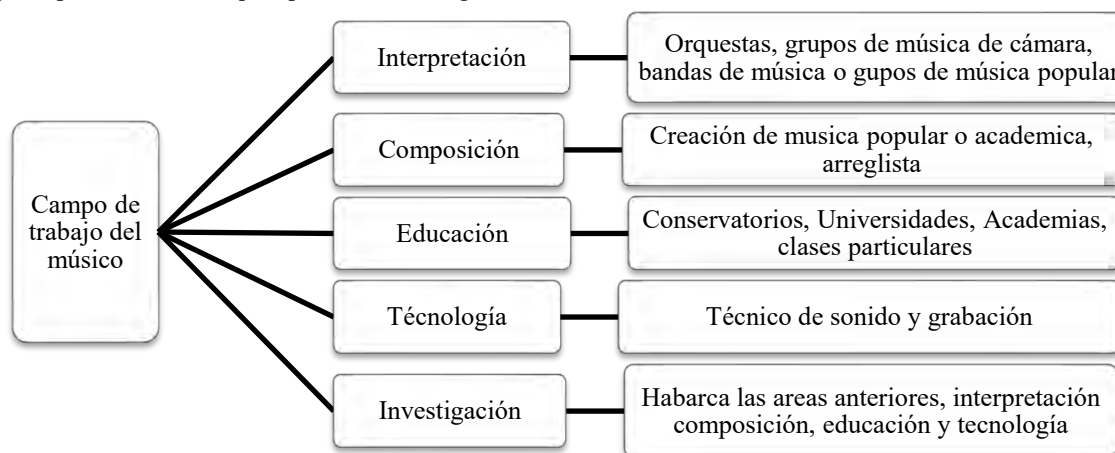 Campo de
trabajo del
músico
Interpretación
Orquestas, grupos de música de cámara,
bandas de música o gupos de música popular
Composición
Creación de musica popular o academica,
arreglista
Educación
Conservatorios, Universidades, Academias,
clases particulares
Técnología
Técnico de sonido y grabación
Investigación
Habarca las areas anteriores, interpretación
composición, educación y tecnología